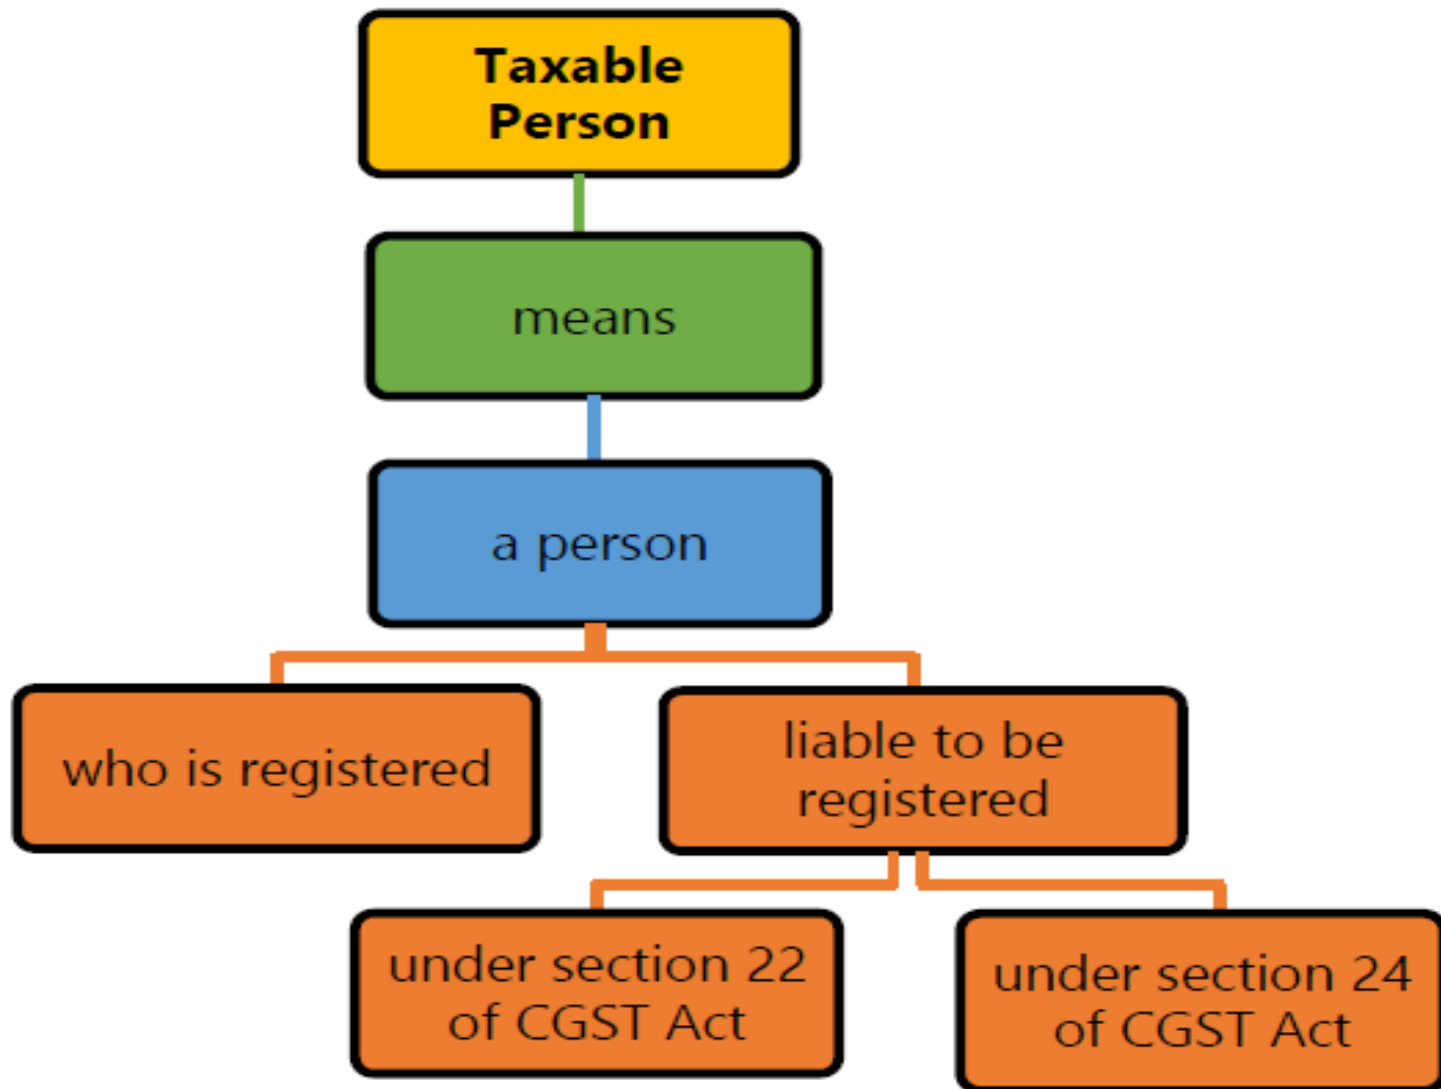 Taxable
Person
means
a person
who is registered
liable to be
registered
under section 22
of CGST Act
under section 24
of CGST Act